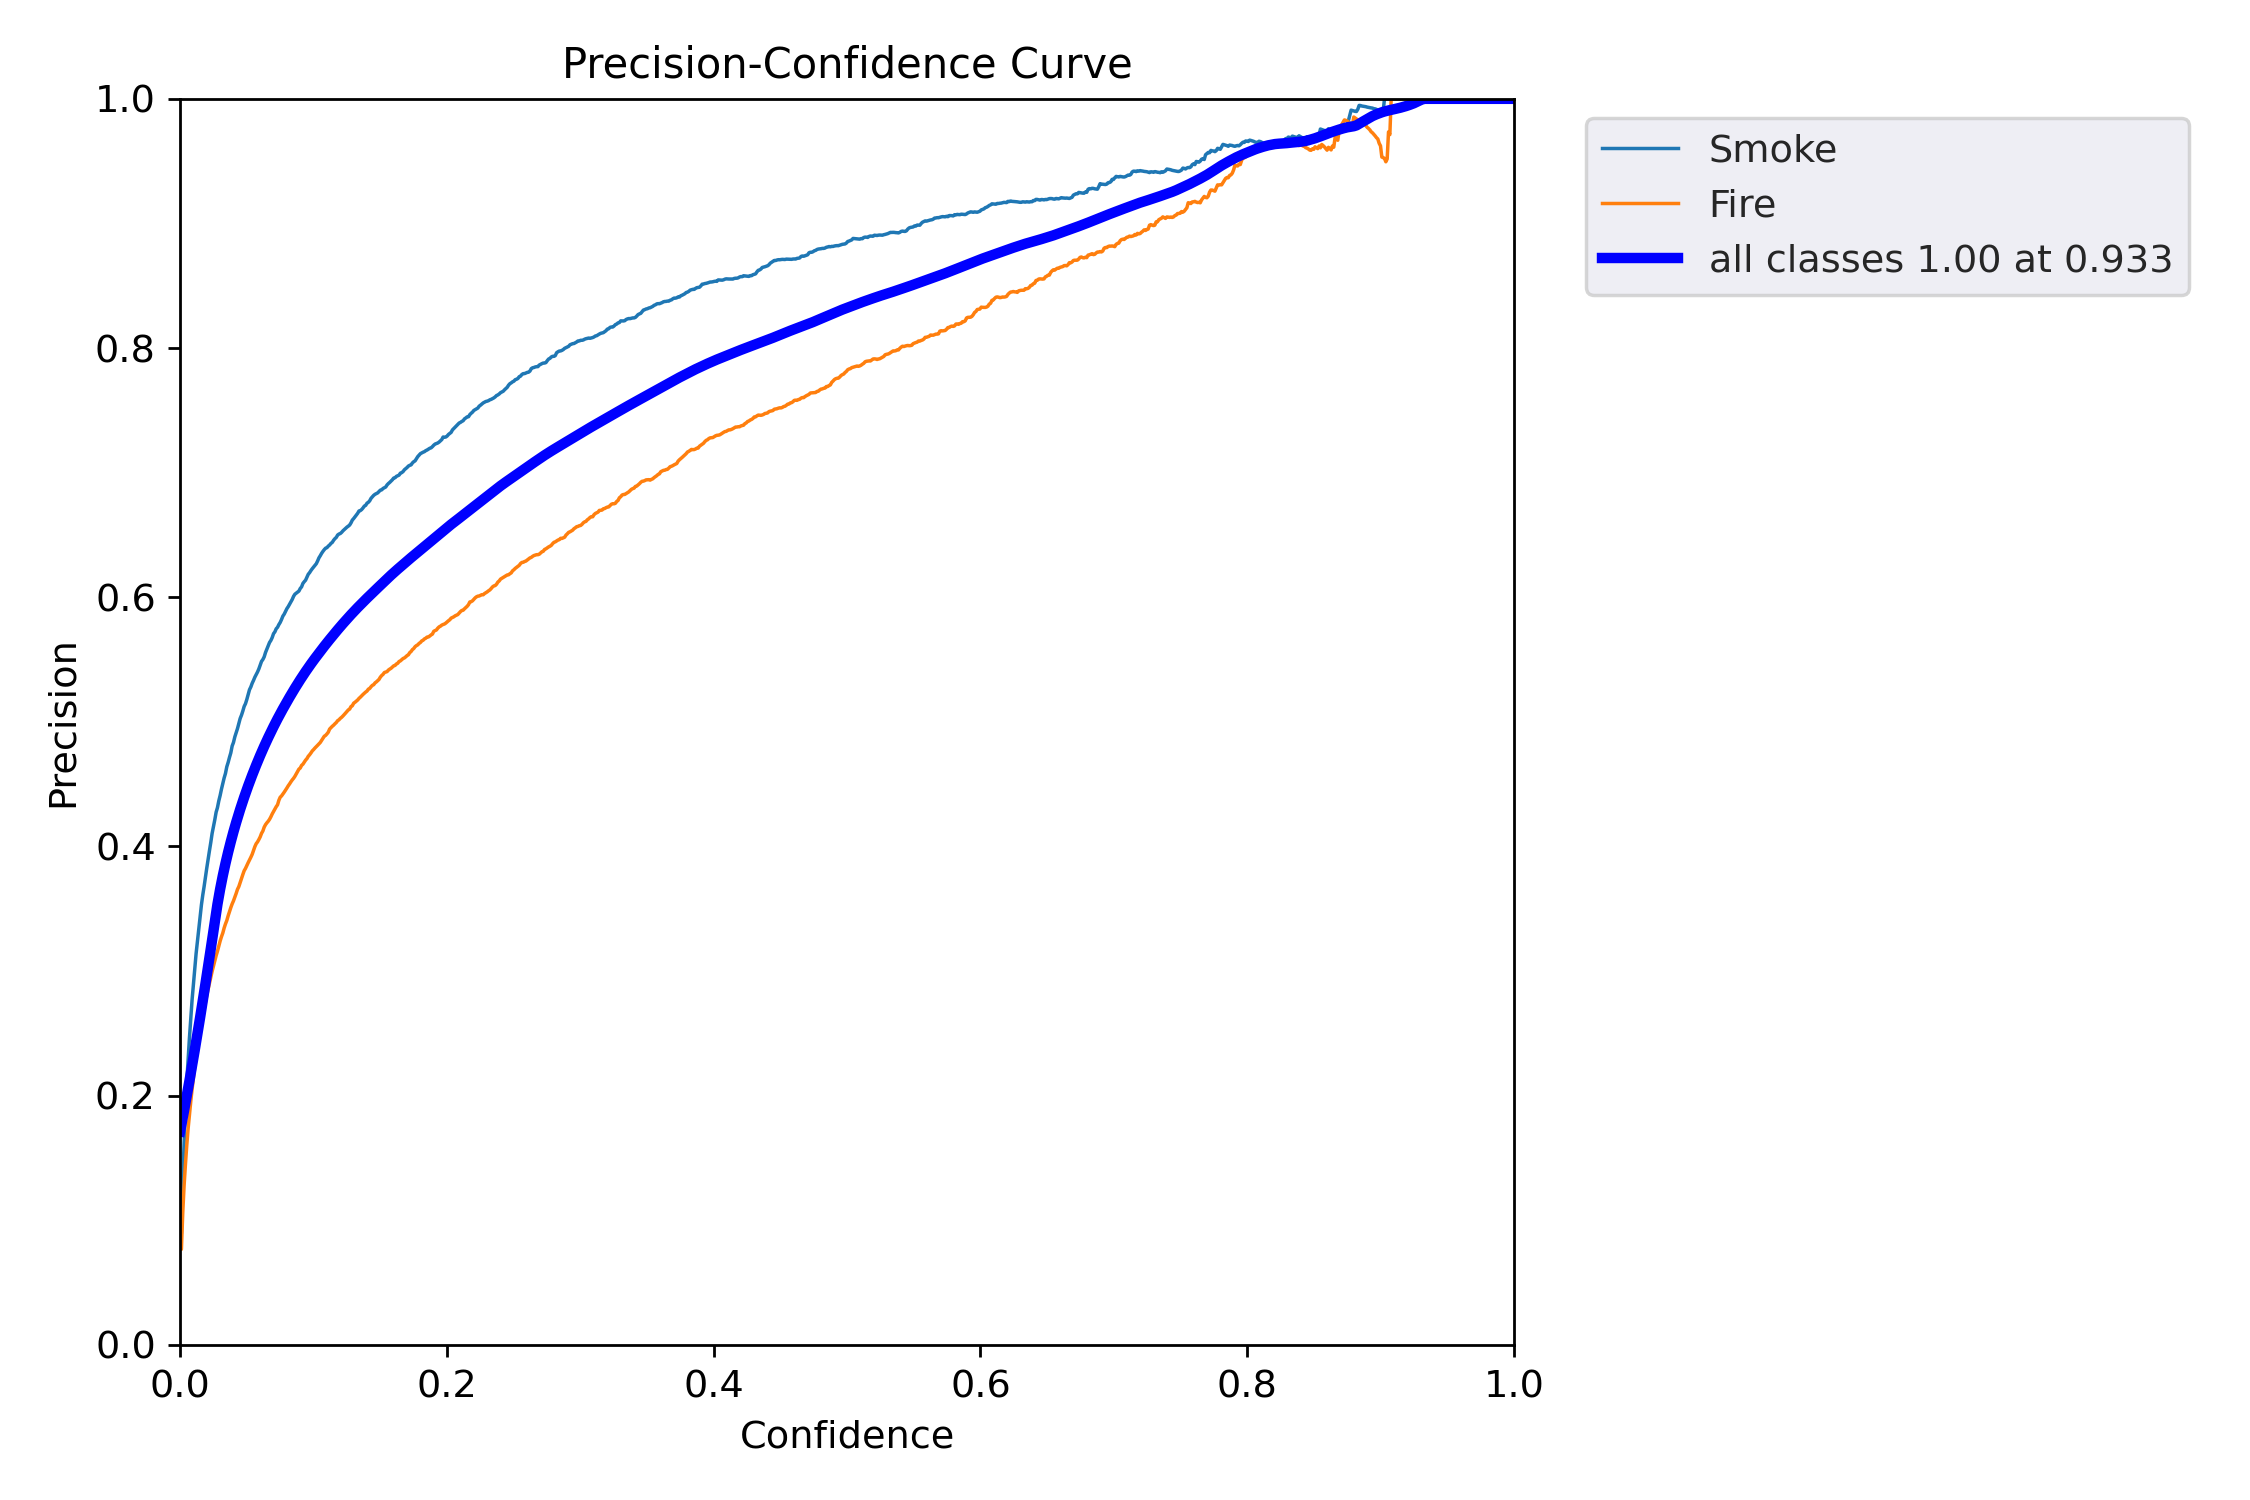 Precision-Confidence Curve
1.0
0.8
0.6
0.4
0.2
0.0
Precision
0.0 0.2 0.4 0.6 0.8 1.0
Confidence
Smoke
Fire
all classes 1.00 at 0.933